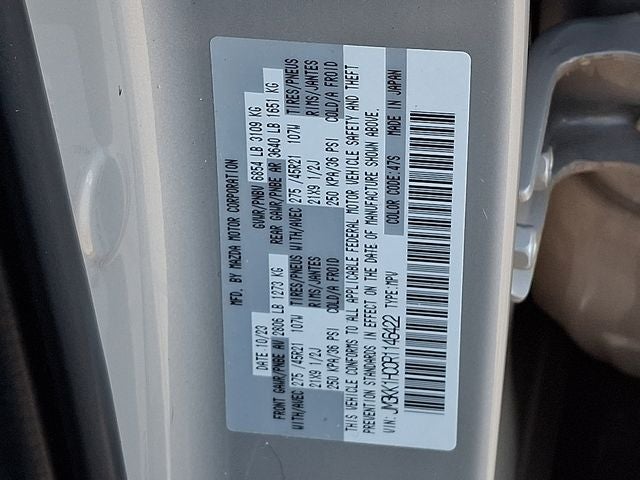 MFD. BY MAZDA MOTOR CORPORATION
DATE 10/23 GVWR/PNBV 6854 LB 3109 KG
FRONT GAWR/PNBE AV 2806 LB 1273 KG REAR GAWR/PNBE AR 3640 LB 1651 KG
WITH/AVEC 275 /45R21 107W TIRES/PNEUS WITH/AVEC 275 /45R21 107W TIRES/PNEUS
21X9 1/2J RIMS/JANTES 21X9 1/2J RIMS/JANTES
250 KPA/36 PSI COLD/A FROID 250 KPA/36 PSI COLD/A FROID
THIS VEHICLE CONFORMS TO ALL APPLICABLE FEDERAL MOTOR VEHICLE SAFETY AND THEFT
PREVENTION STANDARDS IN EFFECT ON THE DATE OF MANUFACTURE SHOWN ABOVE.
VIN: TYPE:MPV COLOR CODE:47S MADE IN JAPAN